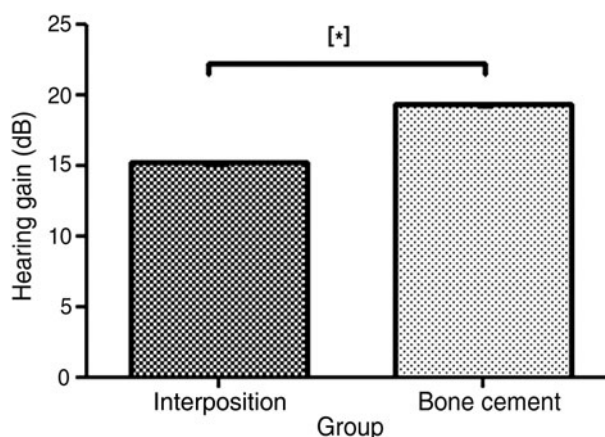 25
20
15
10
5
0
Hearing gain (dB)
[*]
Interposition
Bone cement
Group